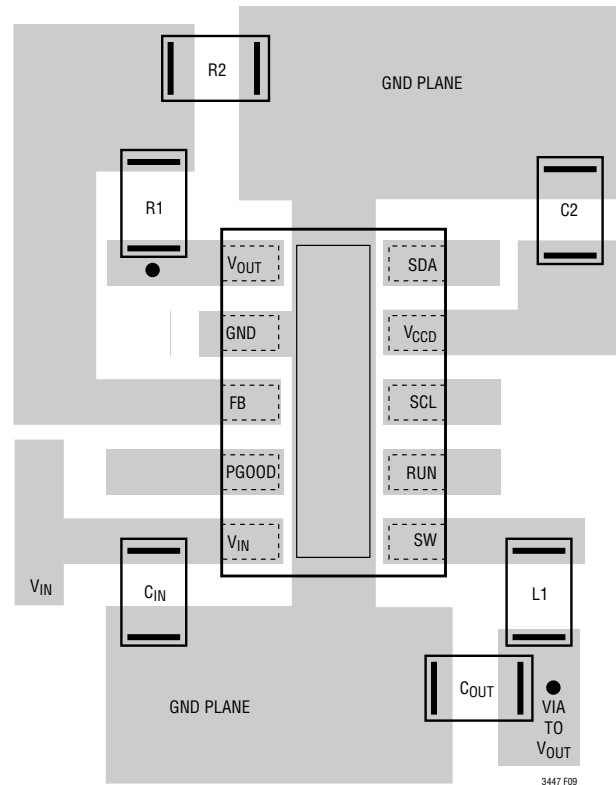 R2
GND PLANE
R1
C2
VOUT
SDA
GND
VCCD
FB
SCL
PGOOD
RUN
VIN
SW
VIN
CIN
L1
COUT
GND PLANE
VIA
TO
VOUT
3447 F09